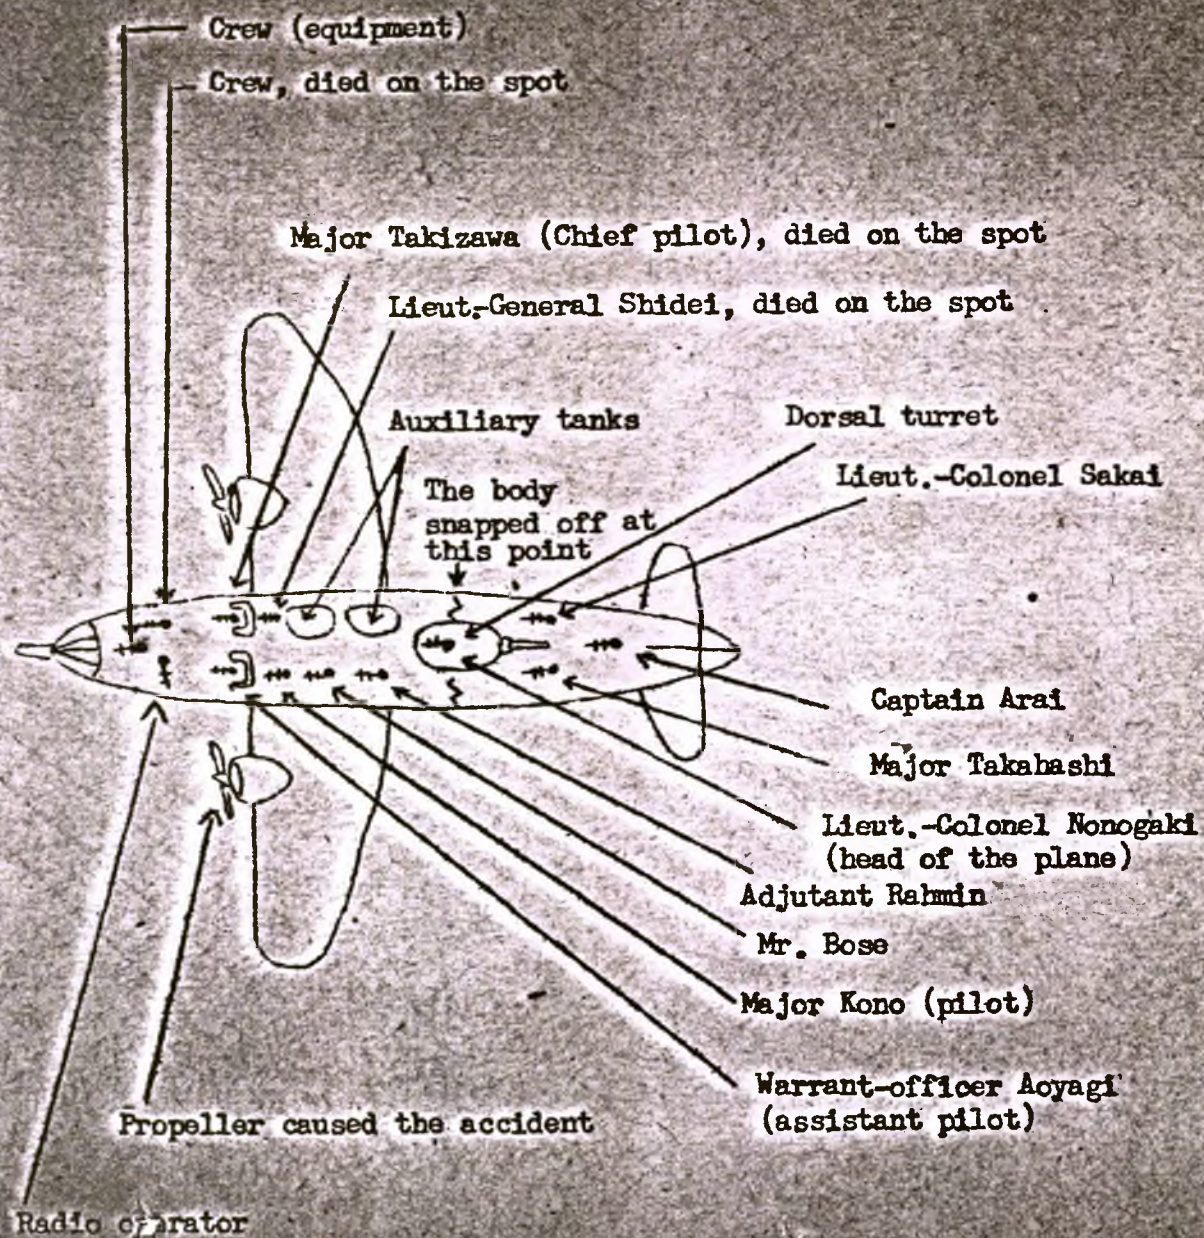 Crew (equipment)
Crew, died on the spot
Major Takizawa (Chief pilot), died on the spot
Lieut.-General Shidei, died on the spot
Auxiliary tanks
Dorsal turret
The body
snapped off at
this point
Lieut.-Colonel Sakai
Captain Arai
Major Takahashi
Lieut.-Colonel Nonogaki
(head of the plane)
Adjutant Rahmin
Mr. Bose
Major Kono (pilot)
Warrant-officer Aoyagi
(assistant pilot)
Propeller caused the accident
Radio operator